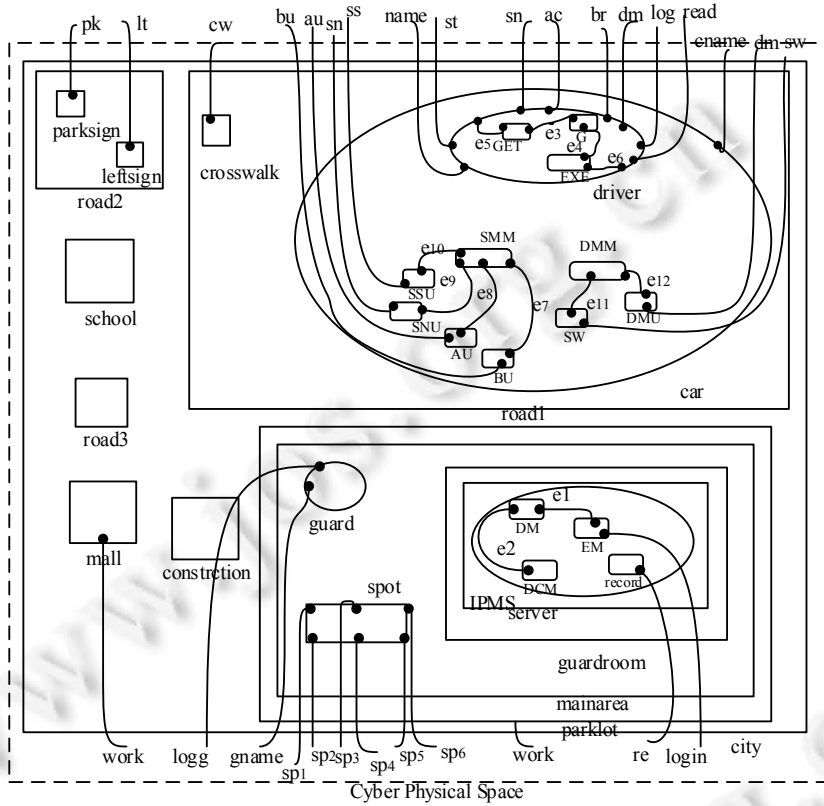 pk lt cw bu au sn ss name st sn ac br dm log read cname dm sw
parksign
leftsign
road2
crosswalk
e5 GET e3 G e4 EXE e6
driver
school
SMM
e10
e9
SSU
e8
SNU
AU
e7
BU
DMM
e12
e11
DMU
SW
car
road1
road3
mall
constrction
guard
spot
e1
DM
EM
e2
DCM
record
IPMS
server
guardroom
mainarea
parklot
city
work logg gname sp1 sp2 sp3 sp4 sp5 sp6 work re login
Cyber Physical Space